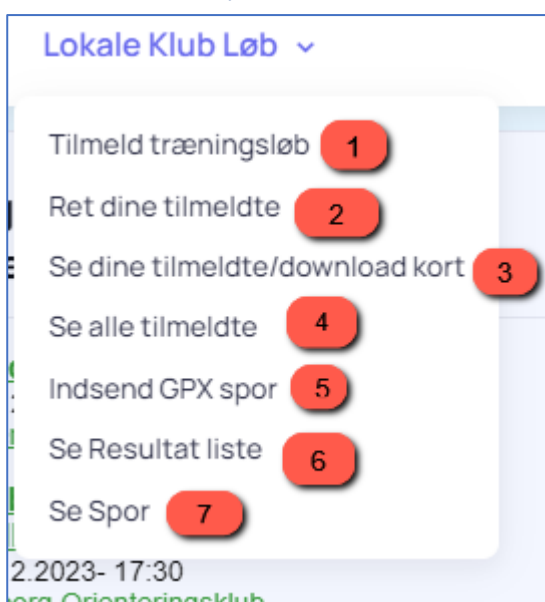 Lokale Klub Løb
Tilmeld træningsløb 1
Ret dine tilmeldte 2
Se dine tilmeldte/download kort 3
Se alle tilmeldte 4
Indsend GPX spor 5
Se Resultat liste 6
Se Spor 7
2.2023- 17:30
Orienteringsklub